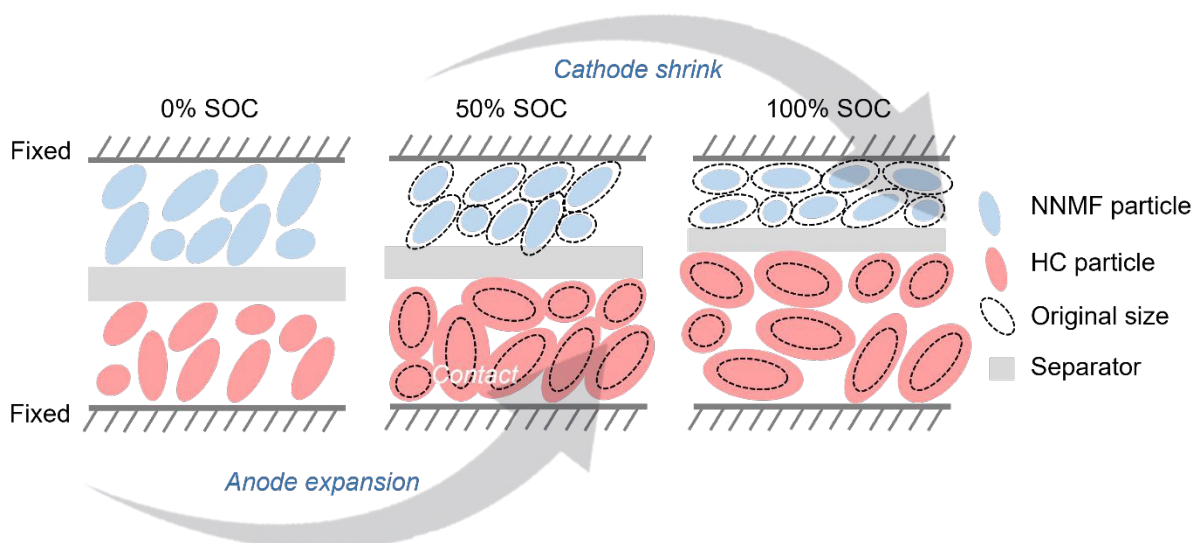 Cathode shrink
0% SOC
50% SOC
100% SOC
Fixed
NNMF particle
HC particle
Original size
Separator
Contact
Fixed
Anode expansion